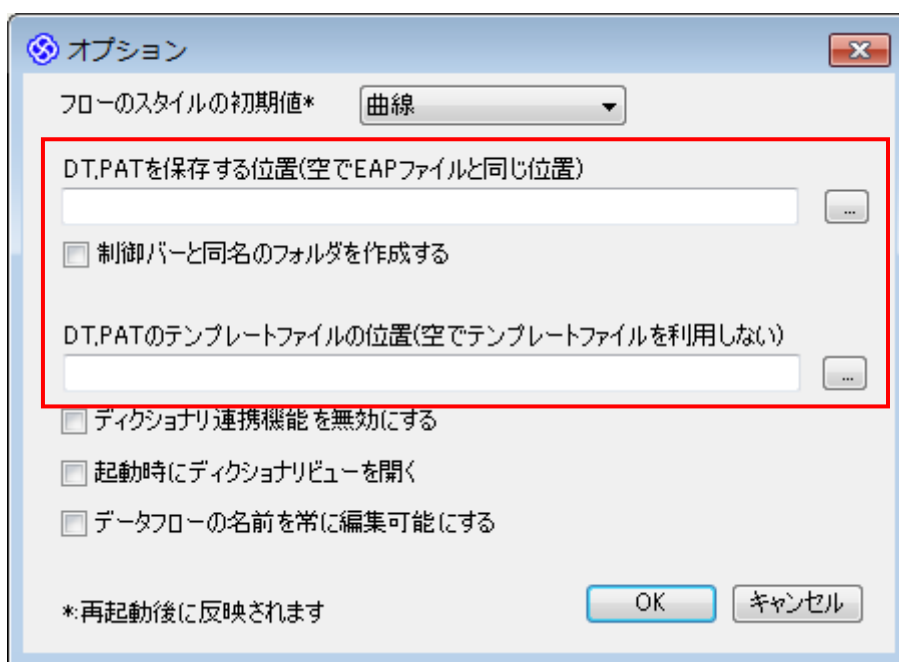 オプション
フローのスタイルの初期値* 曲線
DT,PATを保存する位置(空でEAPファイルと同じ位置)
...
制御バーと同名のフォルダを作成する
DT,PATのテンプレートファイルの位置(空でテンプレートファイルを利用しない)
...
ディクショナリ連携機能を無効にする
起動時にディクショナリビューを開く
データフローの名前を常に編集可能にする
*:再起動後に反映されます OK キャンセル